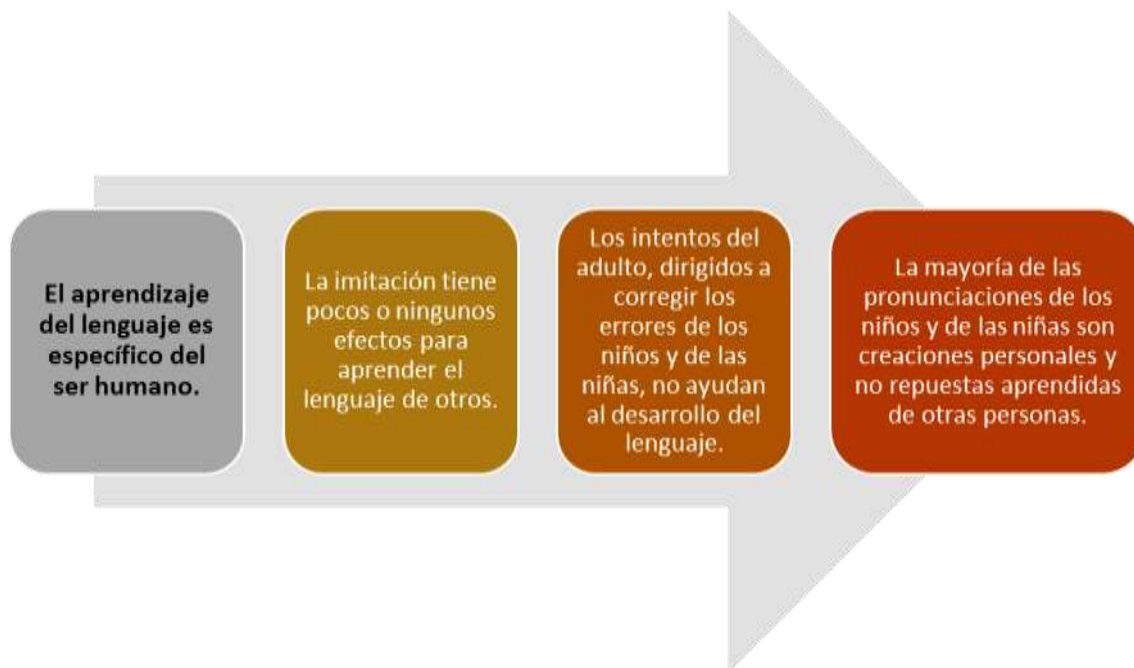 El aprendizaje
del lenguaje es
específico del
ser humano.
La imitación tiene
pocos o ningunos
efectos para
aprender el
lenguaje de otros.
Los intentos del
adulto, dirigidos a
corregir los
errores de los
niños y de las
niñas, no ayudan
al desarrollo del
lenguaje.
La mayoría de las
pronunciaciones de los
niños y de las niñas son
creaciones personales y
no repuestas aprendidas
de otras personas.